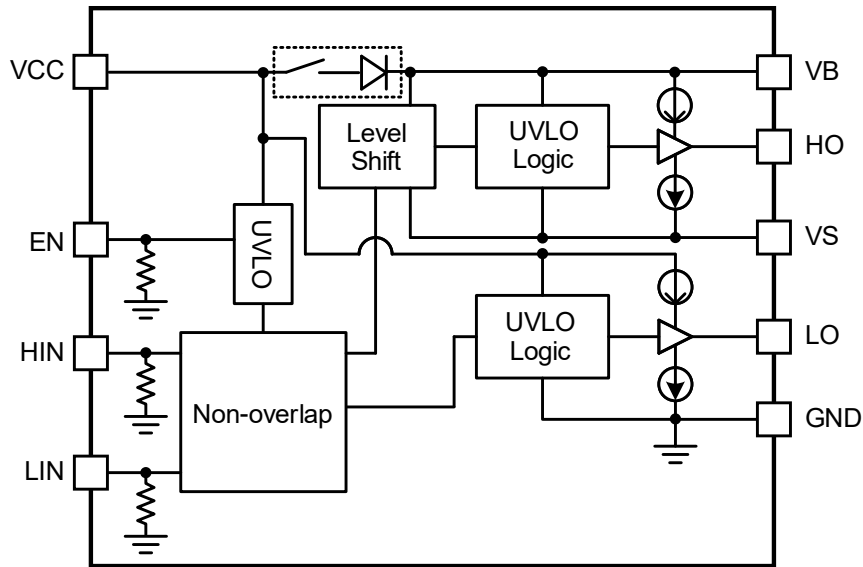 VCC
VB
Level
Shift
UVLO
Logic
HO
EN
UVLO
VS
HIN
UVLO
Logic
LO
Non-overlap
GND
LIN